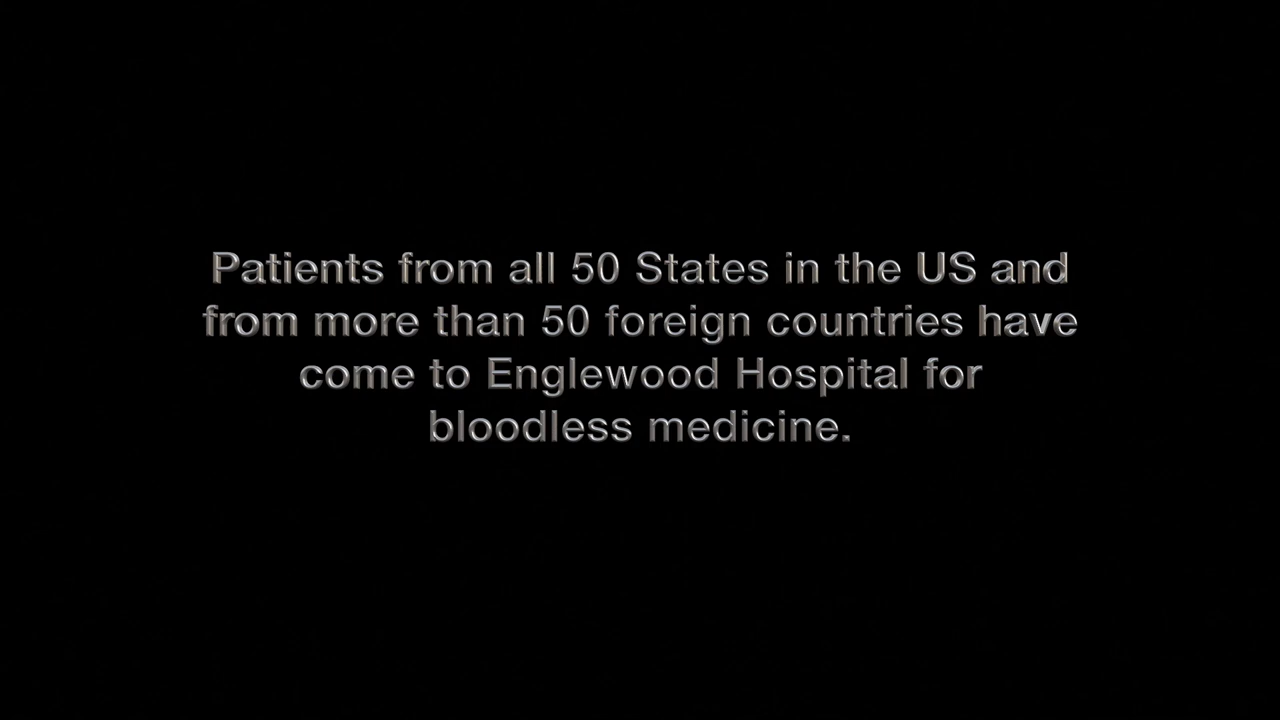 Patients from all 50 States in the US and
from more than 50 foreign countries have
come to Englewood Hospital for
bloodless medicine.